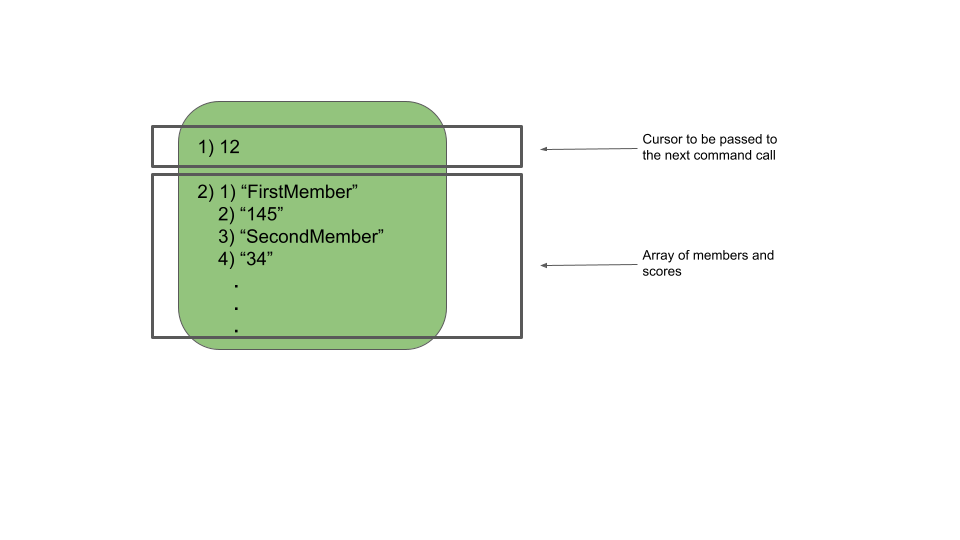 1) 12
Cursor to be passed to
the next command call
2) 1) “FirstMember”
2) “145”
3) “SecondMember”
4) “34”
.
.
.
Array of members and
scores